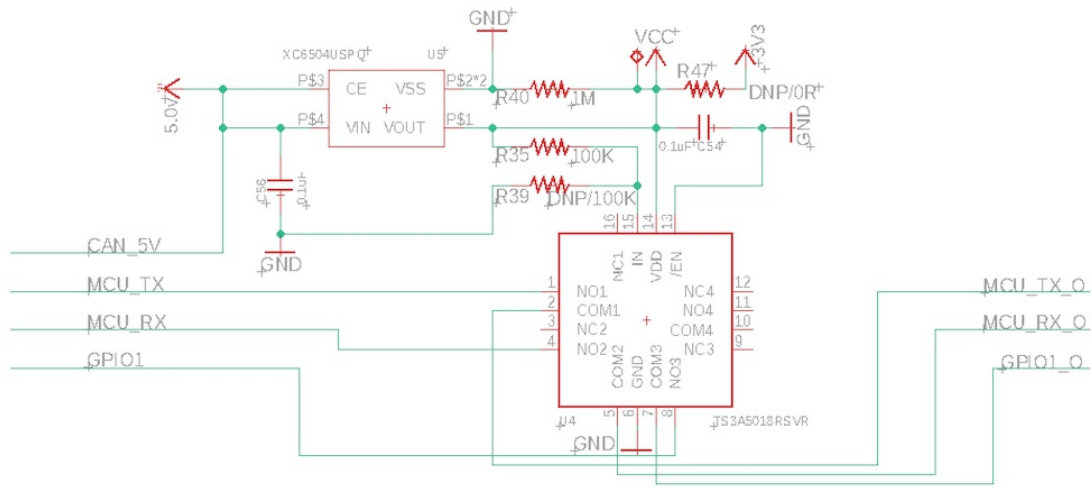 GND
VCC
+3V3
XC6504USPQ
U5
R47
P$3
CE
VSS
P$2*2
R40
1M
DNP/0R
5.0v
P$4
VIN
VOUT
P$1
0.1uF
C54
GND
R35
100K
C56
0.1u
R39
DNP/100K
16
15
14
13
CAN_5V
GND
NC1
IN
VDD
/EN
MCU_TX
1
NO1
NC4
12
MCU_TX_O
2
COM1
NO4
11
MCU_RX
3
NC2
COM4
10
MCU_RX_O
4
NO2
NC3
9
GPIO1
COM2
GND
COM3
NO3
GPIO1_O
5
6
7
8
U4
TS3A5018RSVR
GND